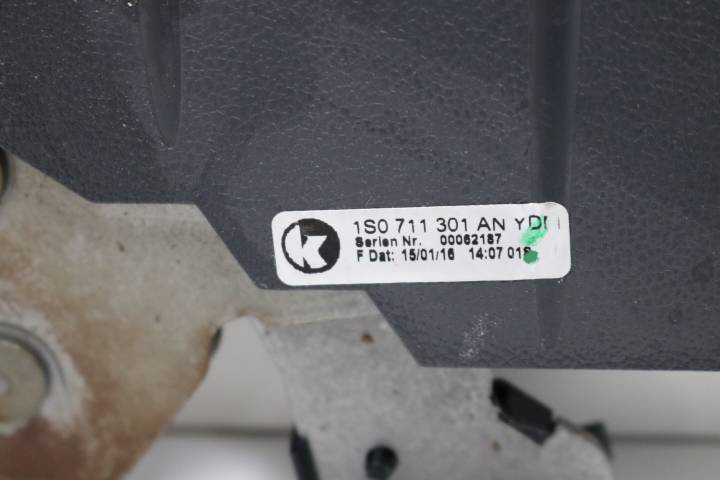 K
1S0 711 301 AN
Serien Nr. 00062187
F Dat: 15/01/16 14:07